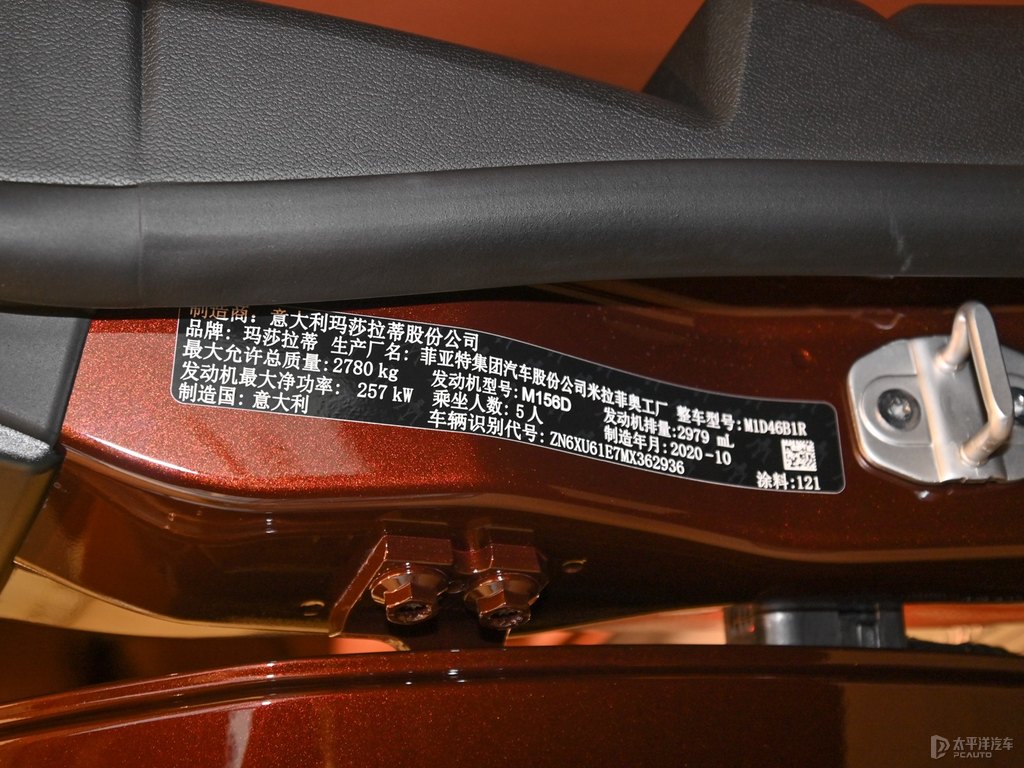 制造商: 意大利玛莎拉蒂股份公司
品牌: 玛莎拉蒂 生产厂名: 菲亚特集团汽车股份公司米拉菲奥工厂 整车型号:M1D46B1R
最大允许总质量:2780 kg 发动机型号:M156D 发动机排量:2979 mL
发动机最大净功率: 257 kW 乘坐人数:5人 制造年月:2020-10
制造国:意大利 车辆识别代号:ZN6XU61E7MX362936
涂料:121
太平洋汽车
PCAUTO